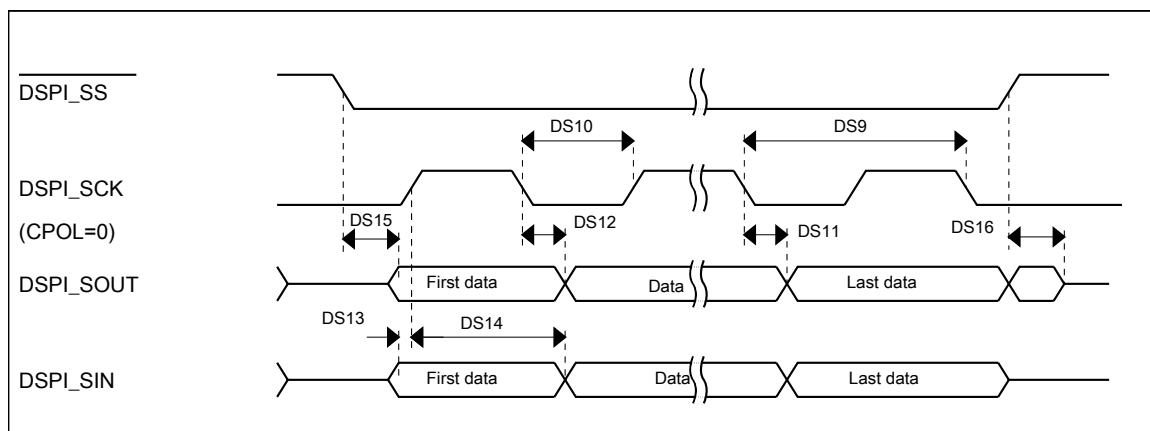 DSPI_SS
DS10
DS9
DSPI_SCK
(CPOL=0)
DS15
DS12
DS11
DS16
DSPI_SOUT
First data
Data
Last data
DS13
DS14
DSPI_SIN
First data
Data
Last data